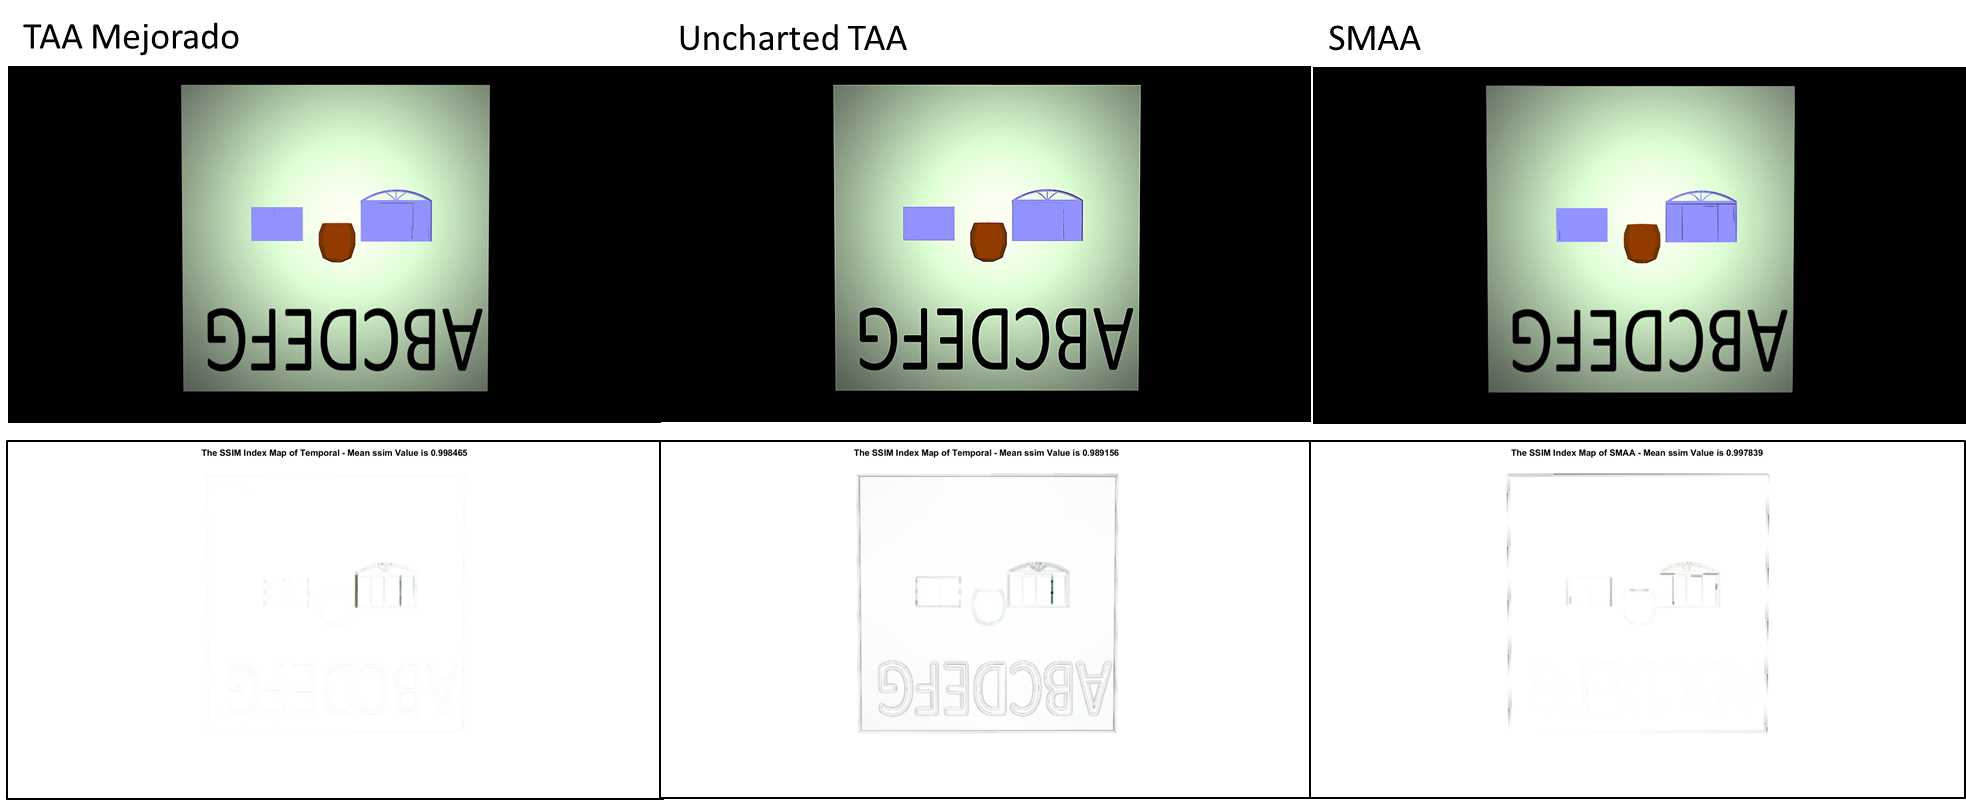 TAA Mejorado
Uncharted TAA
SMAA
ABCDEFG
ABCDEFG
ABCDEFG
The SSIM Index Map of Temporal - Mean ssim Value is 0.998465
The SSIM Index Map of Temporal - Mean ssim Value is 0.989156
The SSIM Index Map of SMAA - Mean ssim Value is 0.997839
ABCDEFG
ABCDEFG